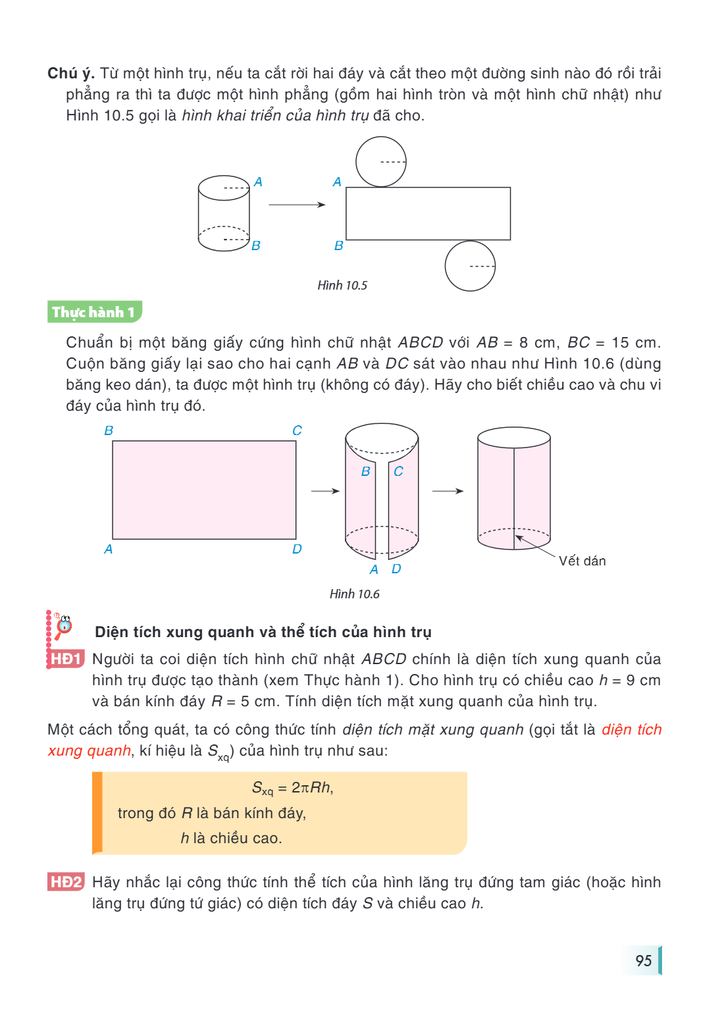 Chú ý. Từ một hình trụ, nếu ta cắt rời hai đáy và cắt theo một đường sinh nào đó rồi trải
phẳng ra thì ta được một hình phẳng (gồm hai hình tròn và một hình chữ nhật) như
Hình 10.5 gọi là hình khai triển của hình trụ đã cho.
A
A
B
B
Hình 10.5
Thực hành 1
Chuẩn bị một băng giấy cứng hình chữ nhật ABCD với AB = 8 cm, BC = 15 cm.
Cuộn băng giấy lại sao cho hai cạnh AB và DC sát vào nhau như Hình 10.6 (dùng
băng keo dán), ta được một hình trụ (không có đáy). Hãy cho biết chiều cao và chu vi
đáy của hình trụ đó.
B
C
B
C
A
D
A
D
Vết dán
Hình 10.6
Diện tích xung quanh và thể tích của hình trụ
HĐ1 Người ta coi diện tích hình chữ nhật ABCD chính là diện tích xung quanh của
hình trụ được tạo thành (xem Thực hành 1). Cho hình trụ có chiều cao h = 9 cm
và bán kính đáy R = 5 cm. Tính diện tích mặt xung quanh của hình trụ.
Một cách tổng quát, ta có công thức tính diện tích mặt xung quanh (gọi tắt là diện tích
xung quanh, kí hiệu là Sxq) của hình trụ như sau:
Sxq = 2πRh,
trong đó R là bán kính đáy,
h là chiều cao.
HĐ2 Hãy nhắc lại công thức tính thể tích của hình lăng trụ đứng tam giác (hoặc hình
lăng trụ đứng tứ giác) có diện tích đáy S và chiều cao h.
95